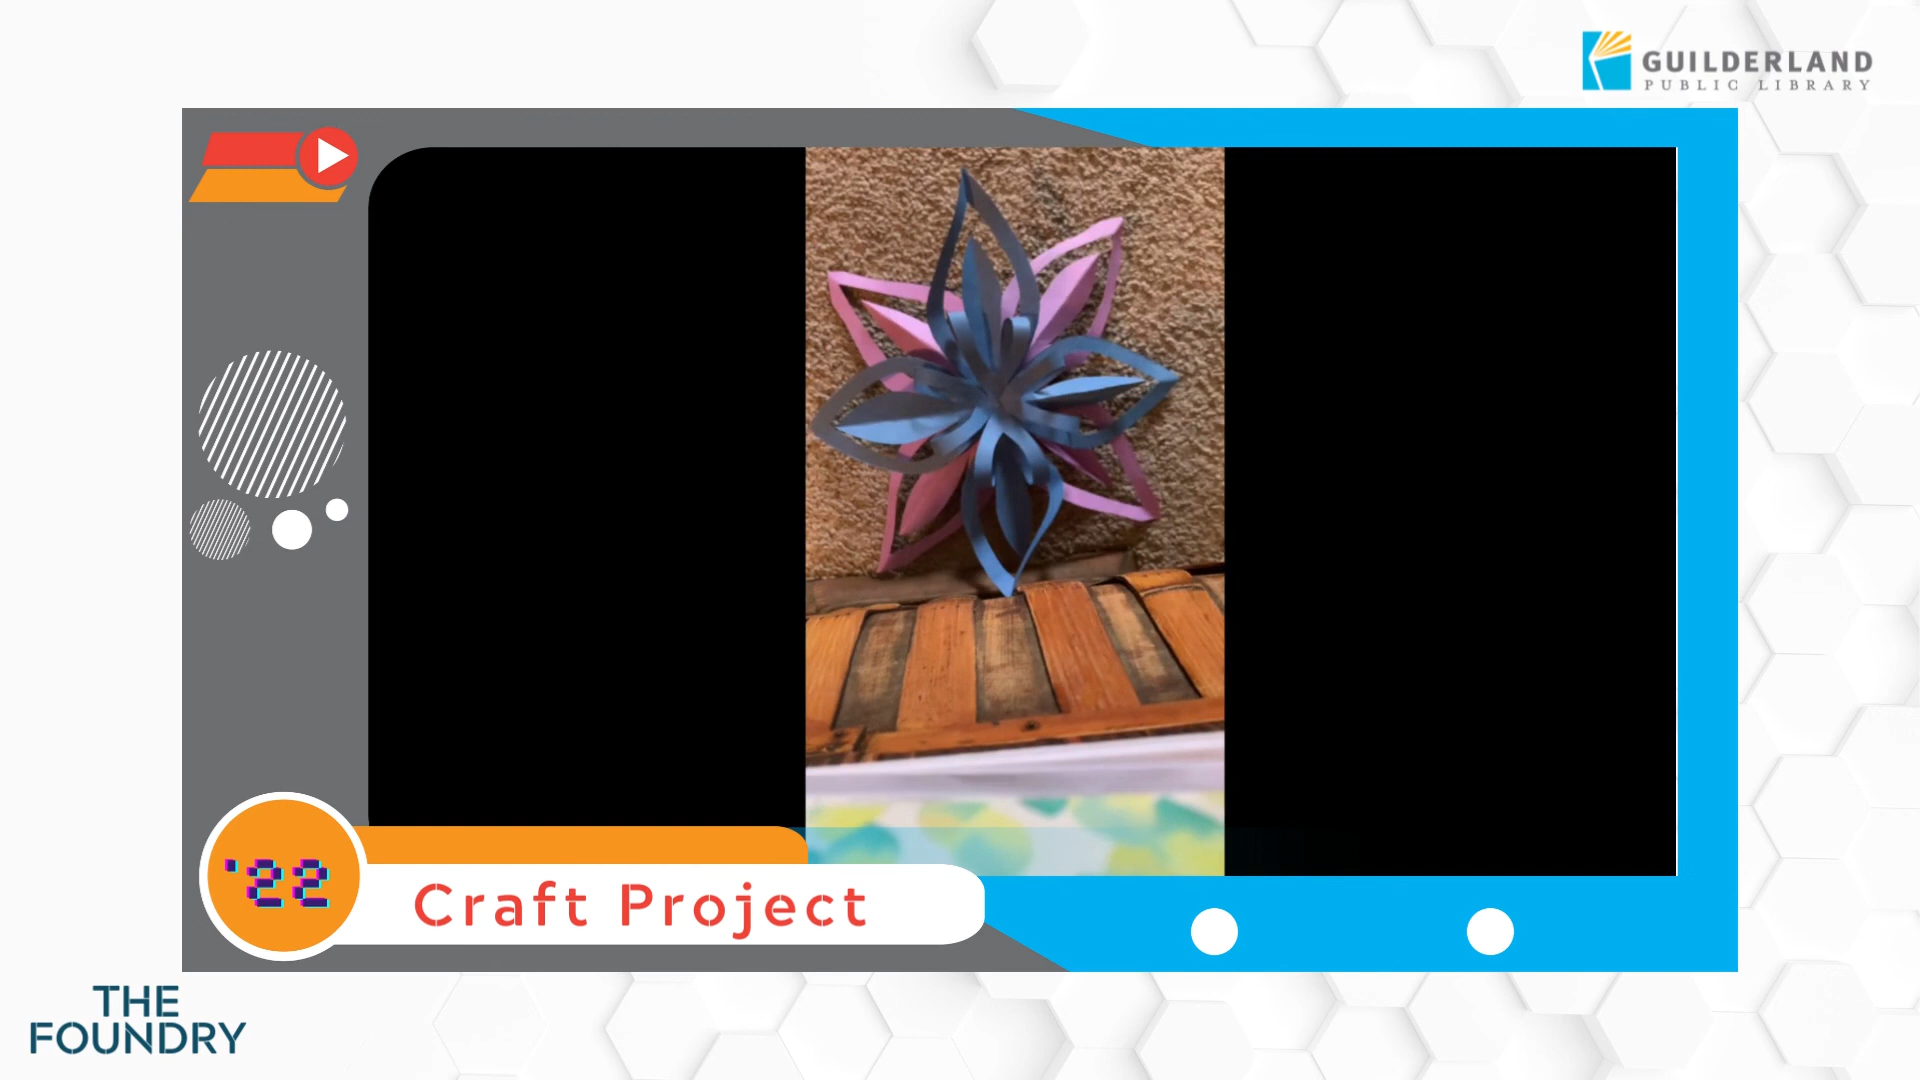 GUILDERLAND
PUBLIC LIBRARY
'22
Craft Project
THE
FOUNDRY